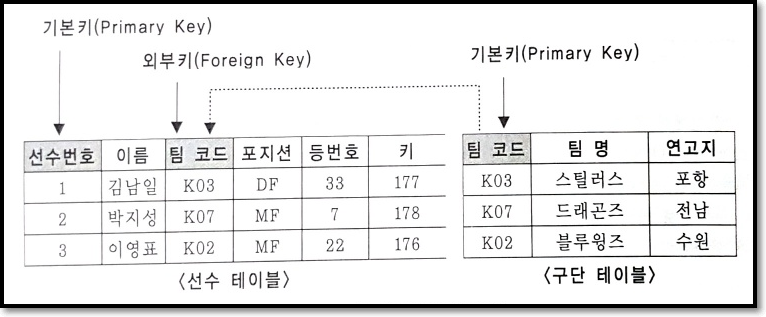 기본키(Primary Key)
외부키(Foreign Key)
기본키(Primary Key)
선수번호 이름 팀 코드 포지션 등번호 키
1 김남일 K03 DF 33 177
2 박지성 K07 MF 7 178
3 이영표 K02 MF 22 176
<선수 테이블>
팀 코드 팀 명 연고지
K03 스틸러스 포항
K07 드래곤즈 전남
K02 블루윙즈 수원
<구단 테이블>